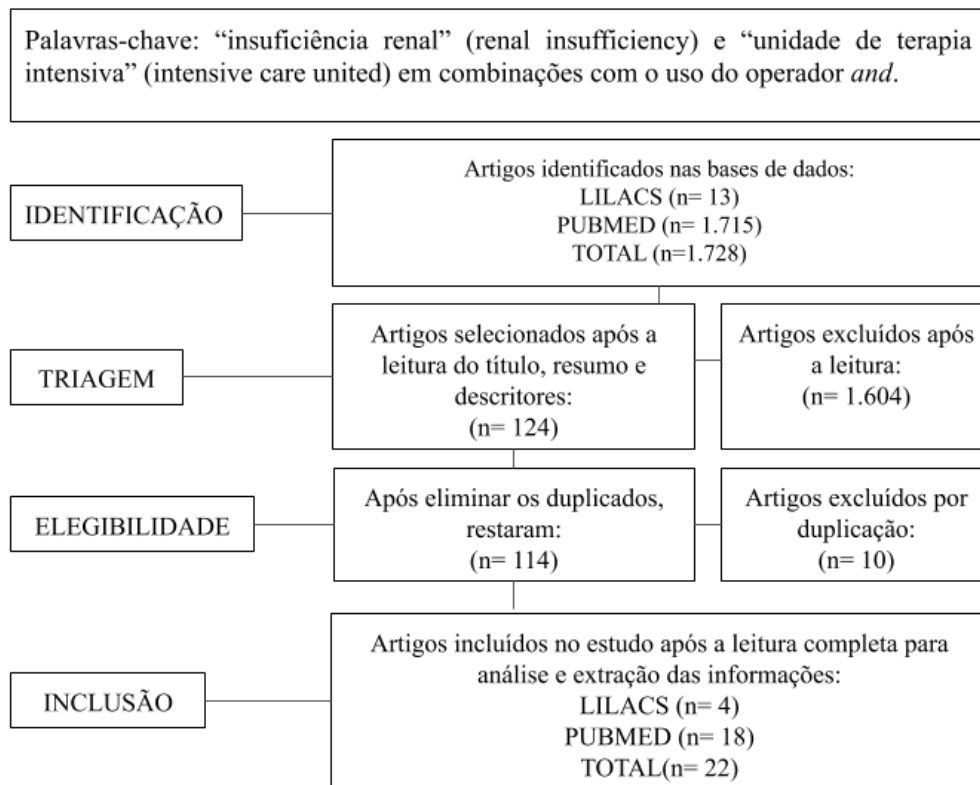 Palavras-chave: “insuficiência renal” (renal insufficiency) e “unidade de terapia
intensiva” (intensive care united) em combinações com o uso do operador and.
IDENTIFICAÇÃO
Artigos identificados nas bases de dados:
LILACS (n= 13)
PUBMED (n= 1.715)
TOTAL (n=1.728)
TRIAGEM
Artigos selecionados após a
leitura do título, resumo e
descritores:
(n= 124)
Artigos excluídos após
a leitura:
(n= 1.604)
ELEGIBILIDADE
Após eliminar os duplicados,
restaram:
(n= 114)
Artigos excluídos por
duplicação:
(n= 10)
INCLUSÃO
Artigos incluídos no estudo após a leitura completa para
análise e extração das informações:
LILACS (n= 4)
PUBMED (n= 18)
TOTAL(n= 22)